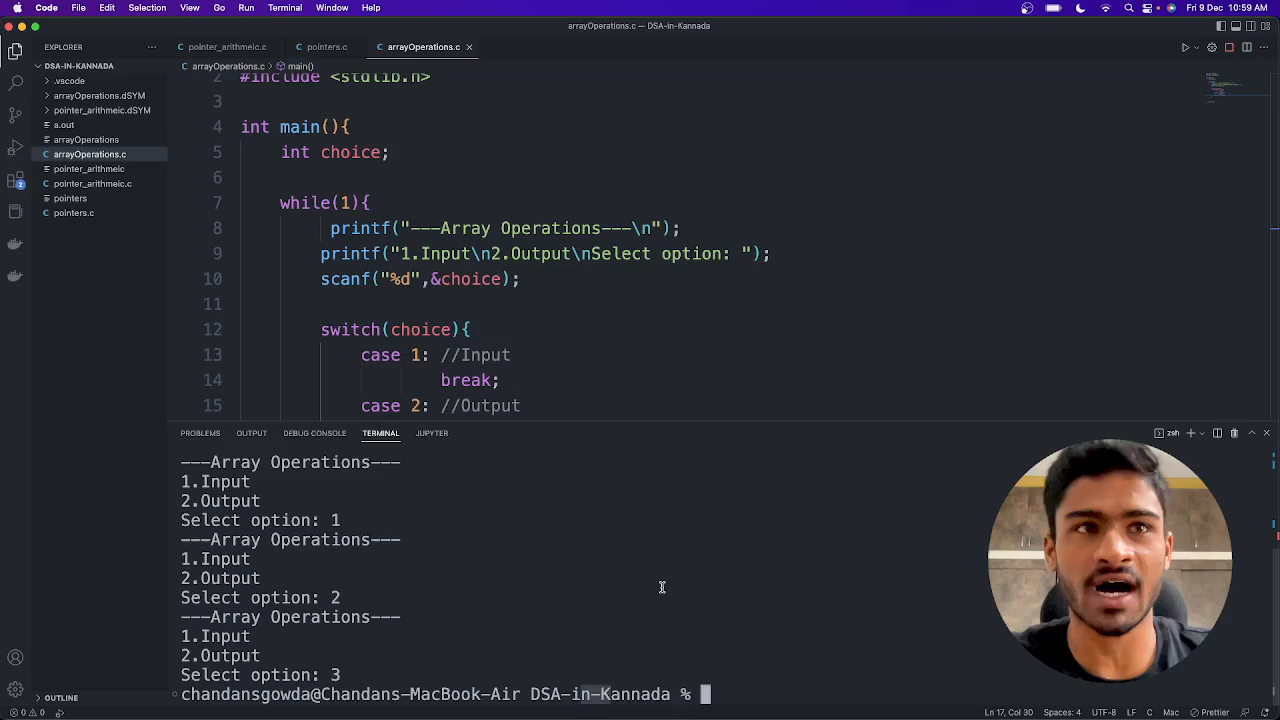 Code File Edit Selection View Go Run Terminal Window Help Fri 9 Dec 10:59 AM
arrayOperations.c — DSA-in-Kannada
EXPLORER
pointer_arithmeic.c pointers.c arrayOperations.c
DSA-IN-KANNADA
arrayOperations.c > main()
.vscode
arrayOperations.dSYM
pointer_arithmeic.dSYM
a.out
arrayOperations
arrayOperations.c
pointer_arithmeic
pointer_arithmeic.c
pointers
pointers.c
OUTLINE
2 #include <stdlib.h>
3
4 int main(){
5 int choice;
6
7 while(1){
8 printf("---Array Operations---\n");
9 printf("1.Input\n2.Output\nSelect option: ");
10 scanf("%d",&choice);
11
12 switch(choice){
13 case 1: //Input
14 break;
15 case 2: //Output
PROBLEMS OUTPUT DEBUG CONSOLE TERMINAL JUPYTER
zsh
---Array Operations---
1.Input
2.Output
Select option: 1
---Array Operations---
1.Input
2.Output
Select option: 2
---Array Operations---
1.Input
2.Output
Select option: 3
chandansgowda@Chandans-MacBook-Air DSA-in-Kannada %
2
0 0 Ln 17, Col 30 Spaces: 4 UTF-8 LF C Mac Prettier